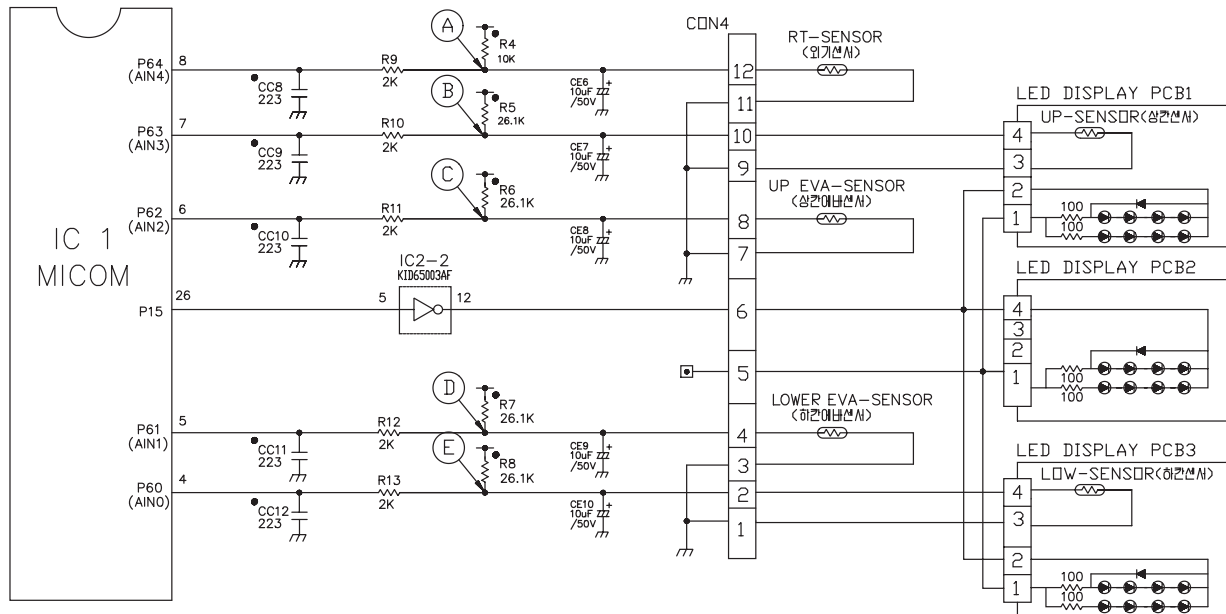 IC 1
MICOM
P64
(AIN4)
8
CC8
223
R9
2K
A
R4
10K
CE6
10uF
/50V
P63
(AIN3)
7
CC9
223
R10
2K
B
R5
26.1K
CE7
10uF
/50V
P62
(AIN2)
6
CC10
223
R11
2K
C
R6
26.1K
CE8
10uF
/50V
P15
26
IC2-2
KID65003AF
5
12
P61
(AIN1)
5
CC11
223
R12
2K
D
R7
26.1K
CE9
10uF
/50V
P60
(AIN0)
4
CC12
223
R13
2K
E
R8
26.1K
CE10
10uF
/50V
CON4
12
11
10
9
8
7
6
5
4
3
2
1
RT-SENSOR
(외기센서)
UP EVA-SENSOR
(상칸에바센서)
LOWER EVA-SENSOR
(하칸에바센서)
LED DISPLAY PCB1
UP-SENSOR(상칸센서)
4
3
2
1
100
100
LED DISPLAY PCB2
4
3
2
1
100
100
LED DISPLAY PCB3
LOW-SENSOR(하칸센서)
4
3
2
1
100
100